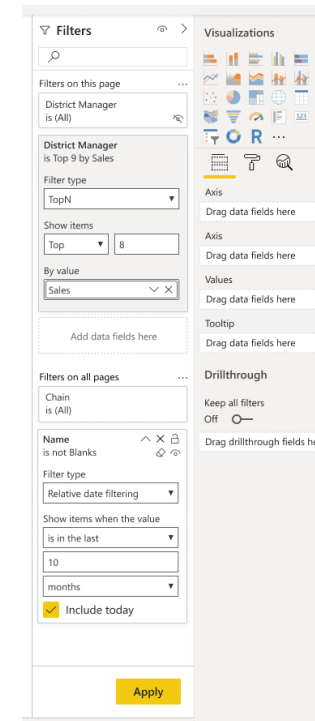 Filters
Filters on this page
...
District Manager
is (All)
District Manager
is Top 9 by Sales
Filter type
TopN
Show items
Top
8
By value
Sales
Add data fields here
Filters on all pages
...
Chain
is (All)
Name
is not Blanks
Filter type
Relative date filtering
Show items when the value
is in the last
10
months
Include today
Apply
Visualizations
123
R ...
Axis
Drag data fields here
Axis
Drag data fields here
Values
Drag data fields here
Tooltip
Drag data fields here
Drillthrough
Keep all filters
Off
Drag drillthrough fields he